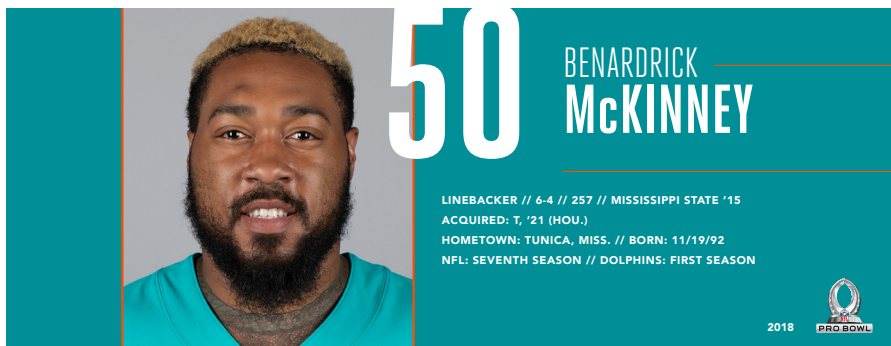 50
BENARDRICK
McKINNEY
LINEBACKER // 6-4 // 257 // MISSISSIPPI STATE ’15
ACQUIRED: T, ’21 (HOU.)
HOMETOWN: TUNICA, MISS. // BORN: 11/19/92
NFL: SEVENTH SEASON // DOLPHINS: FIRST SEASON
2018
NFL
PRO BOWL